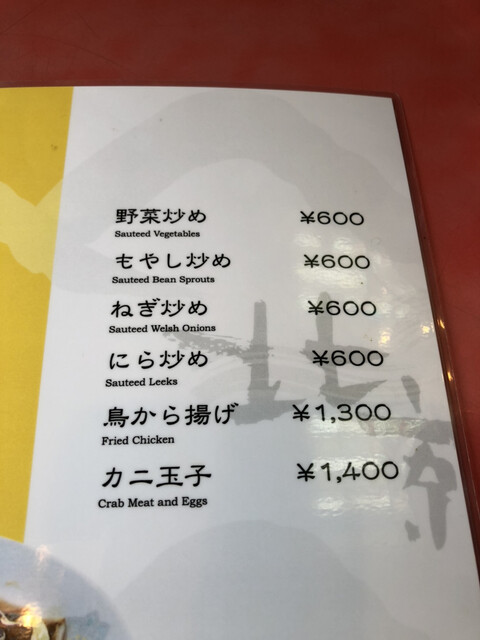 野菜炒め ¥600
Sauteed Vegetables
もやし炒め ¥600
Sauteed Bean Sprouts
ねぎ炒め ¥600
Sauteed Welsh Onions
にら炒め ¥600
Sauteed Leeks
鳥から揚げ ¥1,300
Fried Chicken
カニ玉子 ¥1,400
Crab Meat and Eggs